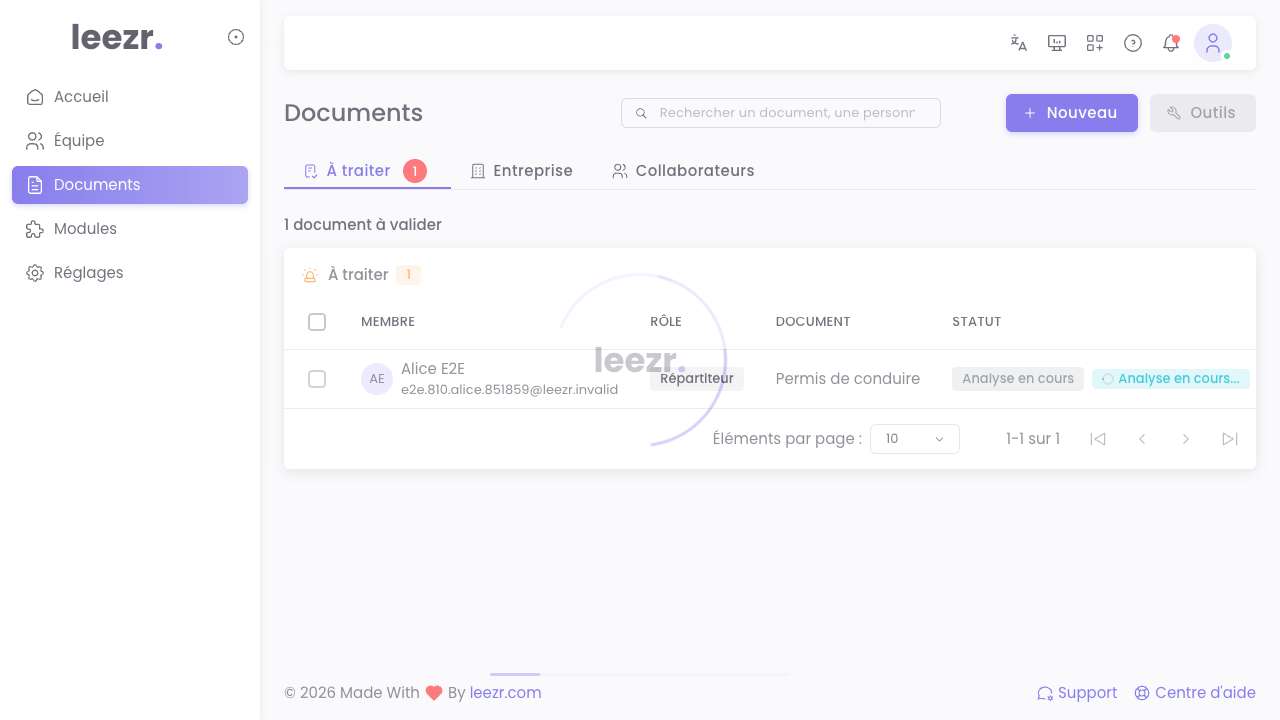 leezr.
Accueil
Équipe
Documents
Modules
Réglages
Documents
Rechercher un document, une personr
Nouveau
Outils
À traiter 1
Entreprise
Collaborateurs
1 document à valider
À traiter 1
MEMBRE RÔLE DOCUMENT STATUT
AE
Alice E2E
e2e.810.alice.851859@leezr.invalid
Répartiteur
Permis de conduire
Analyse en cours
Analyse en cours...
leezr.
Éléments par page : 10 1-1 sur 1
© 2026 Made With By leezr.com
Support
Centre d'aide